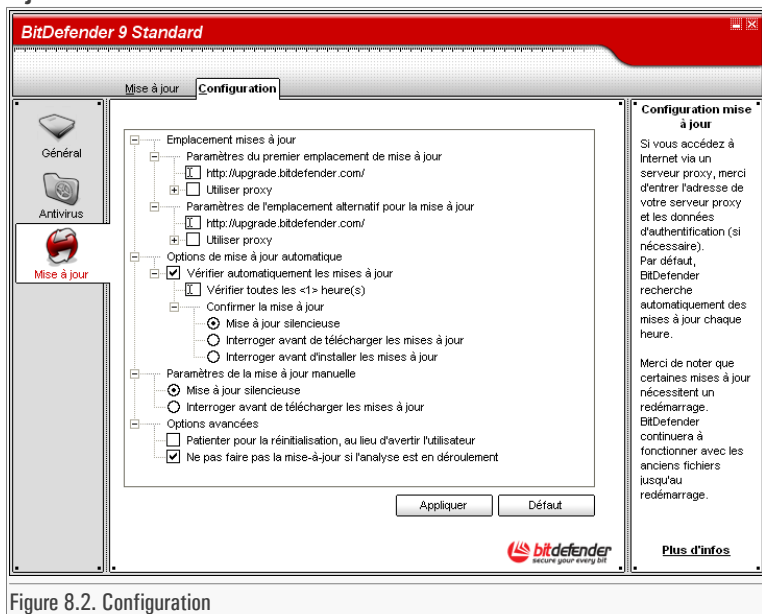 BitDefender 9 Standard
Mise à jour
Configuration
Général
Antivirus
Mise à jour
Emplacement mises à jour
Paramètres du premier emplacement de mise à jour
http://upgrade.bitdefender.com/
Utiliser proxy
Paramètres de l'emplacement alternatif pour la mise à jour
http://upgrade.bitdefender.com/
Utiliser proxy
Options de mise à jour automatique
Vérifier automatiquement les mises à jour
Vérifier toutes les <1> heure(s)
Confirmer la mise à jour
Mise à jour silencieuse
Interroger avant de télécharger les mises à jour
Interroger avant d'installer les mises à jour
Paramètres de la mise à jour manuelle
Mise à jour silencieuse
Interroger avant de télécharger les mises à jour
Options avancées
Patienter pour la réinitialisation, au lieu d'avertir l'utilisateur
Ne pas faire pas la mise-à-jour si l'analyse est en déroulement
Appliquer
Défaut
bitdefender
secure your every bit
Configuration mise
à jour
Si vous accédez à
Internet via un
serveur proxy, merci
d'entrer l'adresse de
votre serveur proxy
et les données
d'authentification (si
nécessaire).
Par défaut,
BitDefender
recherche
automatiquement des
mises à jour chaque
heure.
Merci de noter que
certaines mises à jour
nécessitent un
redémarrage.
BitDefender
continuera à
fonctionner avec les
anciens fichiers
jusqu'au
redémarrage.
Plus d'infos
Figure 8.2. Configuration